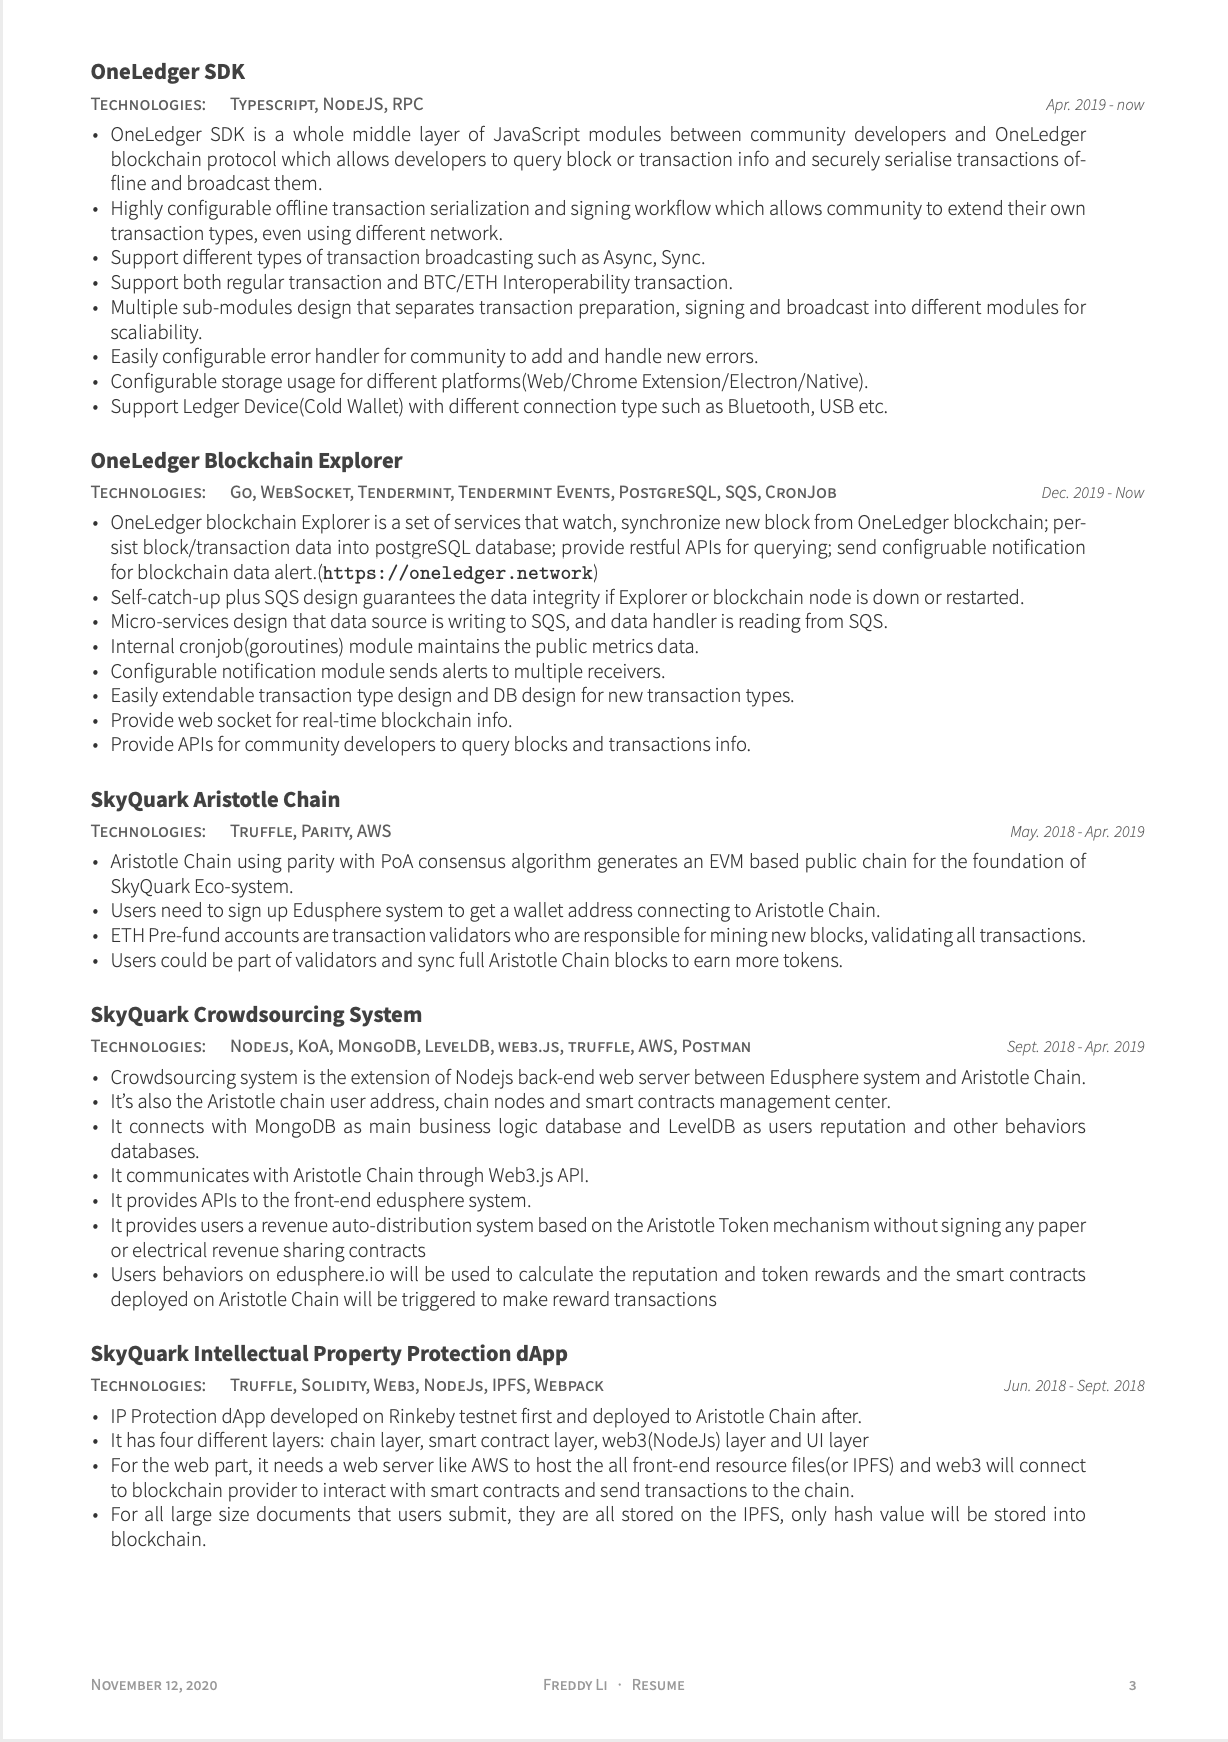 OneLedger SDK
Technologies: Typescript, NodeJS, RPC Apr. 2019 - now
• OneLedger SDK is a whole middle layer of JavaScript modules between community developers and OneLedger
blockchain protocol which allows developers to query block or transaction info and securely serialise transactions of-
fline and broadcast them.
• Highly configurable offline transaction serialization and signing workflow which allows community to extend their own
transaction types, even using different network.
• Support different types of transaction broadcasting such as Async, Sync.
• Support both regular transaction and BTC/ETH Interoperability transaction.
• Multiple sub-modules design that separates transaction preparation, signing and broadcast into different modules for
scaliability.
• Easily configurable error handler for community to add and handle new errors.
• Configurable storage usage for different platforms(Web/Chrome Extension/Electron/Native).
• Support Ledger Device(Cold Wallet) with different connection type such as Bluetooth, USB etc.
OneLedger Blockchain Explorer
Technologies: Go, WebSocket, Tendermint, Tendermint Events, PostgreSQL, SQS, CronJob Dec. 2019 - Now
• OneLedger blockchain Explorer is a set of services that watch, synchronize new block from OneLedger blockchain; per-
sist block/transaction data into postgreSQL database; provide restful APIs for querying; send configruable notification
for blockchain data alert.(https://oneledger.network)
• Self-catch-up plus SQS design guarantees the data integrity if Explorer or blockchain node is down or restarted.
• Micro-services design that data source is writing to SQS, and data handler is reading from SQS.
• Internal cronjob(goroutines) module maintains the public metrics data.
• Configurable notification module sends alerts to multiple receivers.
• Easily extendable transaction type design and DB design for new transaction types.
• Provide web socket for real-time blockchain info.
• Provide APIs for community developers to query blocks and transactions info.
SkyQuark Aristotle Chain
Technologies: Truffle, Parity, AWS May. 2018 - Apr. 2019
• Aristotle Chain using parity with PoA consensus algorithm generates an EVM based public chain for the foundation of
SkyQuark Eco-system.
• Users need to sign up Edusphere system to get a wallet address connecting to Aristotle Chain.
• ETH Pre-fund accounts are transaction validators who are responsible for mining new blocks, validating all transactions.
• Users could be part of validators and sync full Aristotle Chain blocks to earn more tokens.
SkyQuark Crowdsourcing System
Technologies: Nodejs, KoA, MongoDB, LevelDB, web3.js, truffle, AWS, Postman Sept. 2018 - Apr. 2019
• Crowdsourcing system is the extension of Nodejs back-end web server between Edusphere system and Aristotle Chain.
• It's also the Aristotle chain user address, chain nodes and smart contracts management center.
• It connects with MongoDB as main business logic database and LevelDB as users reputation and other behaviors
databases.
• It communicates with Aristotle Chain through Web3.js API.
• It provides APIs to the front-end edusphere system.
• It provides users a revenue auto-distribution system based on the Aristotle Token mechanism without signing any paper
or electrical revenue sharing contracts
• Users behaviors on edusphere.io will be used to calculate the reputation and token rewards and the smart contracts
deployed on Aristotle Chain will be triggered to make reward transactions
SkyQuark Intellectual Property Protection dApp
Technologies: Truffle, Solidity, Web3, NodeJs, IPFS, Webpack Jun. 2018 - Sept. 2018
• IP Protection dApp developed on Rinkeby testnet first and deployed to Aristotle Chain after.
• It has four different layers: chain layer, smart contract layer, web3(NodeJs) layer and UI layer
• For the web part, it needs a web server like AWS to host the all front-end resource files(or IPFS) and web3 will connect
to blockchain provider to interact with smart contracts and send transactions to the chain.
• For all large size documents that users submit, they are all stored on the IPFS, only hash value will be stored into
blockchain.
November 12, 2020 Freddy Li · Resume 3